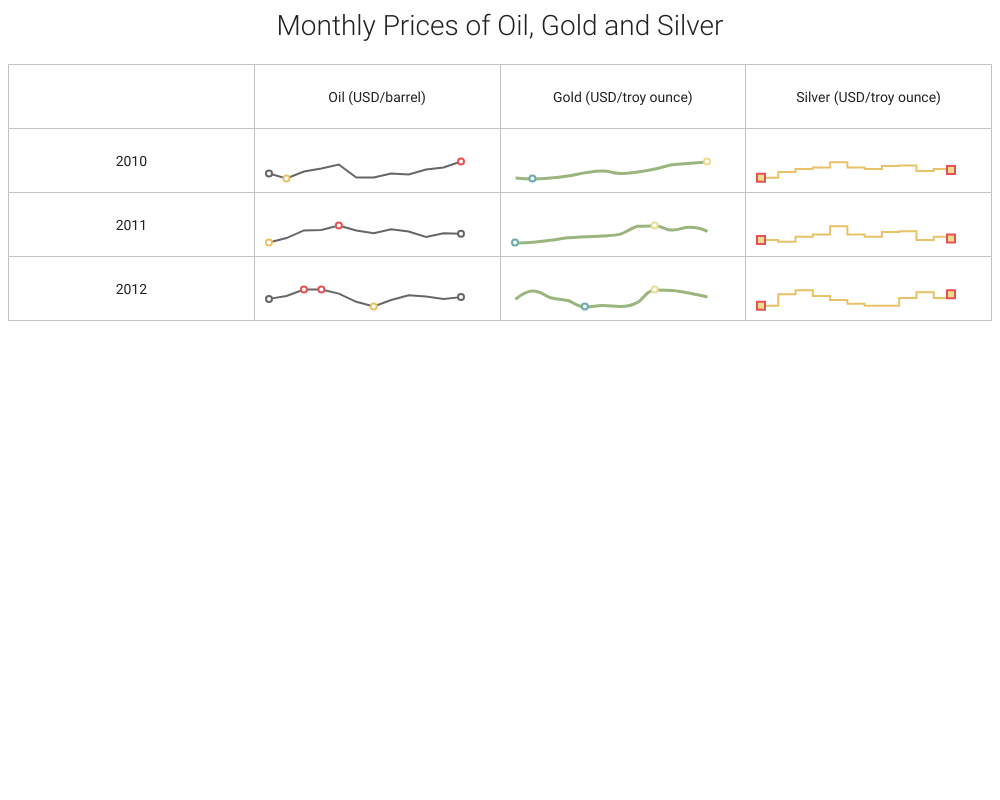 Monthly Prices of Oil, Gold and Silver
Oil (USD/barrel) Gold (USD/troy ounce) Silver (USD/troy ounce)
2010
2011
2012